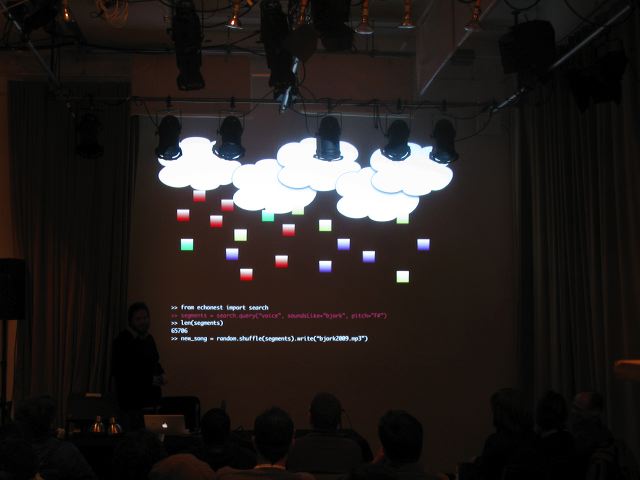 >> from echonest import search
>> segments = search.query("voice", soundsLike="bjork", pitch="F#")
>> len(segments)
65706
>> new_song = random.shuffle(segments).write("bjork2009.mp3")